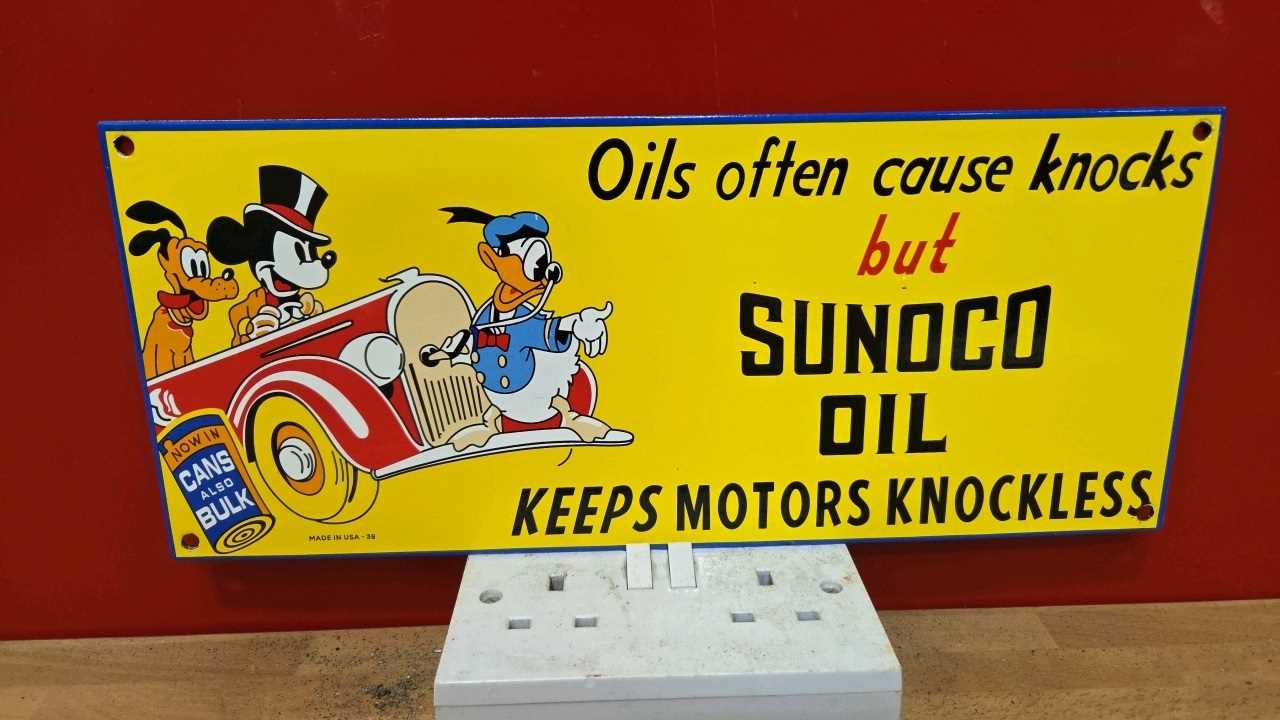 Oils often cause knocks
but
SUNOCO
OIL
KEEPS MOTORS KNOCKLESS
NOW IN
CANS
ALSO
BULK
MADE IN USA - 39